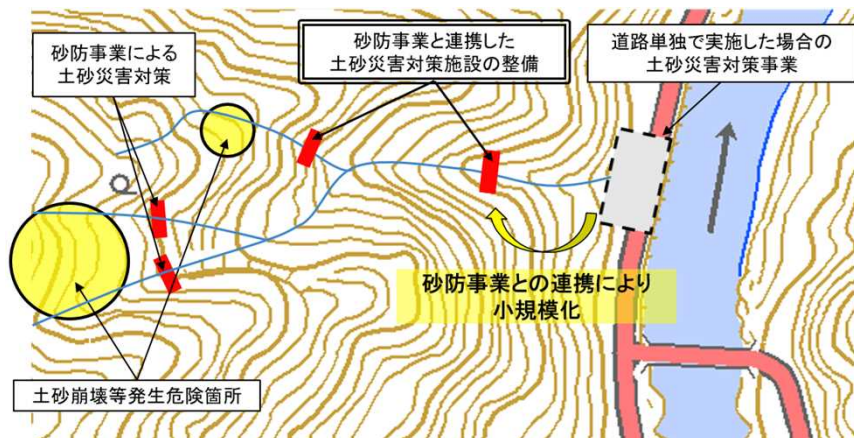 砂防事業による
土砂災害対策
砂防事業と連携した
土砂災害対策施設の整備
道路単独で実施した場合の
土砂災害対策事業
砂防事業との連携により
小規模化
土砂崩壊等発生危険箇所